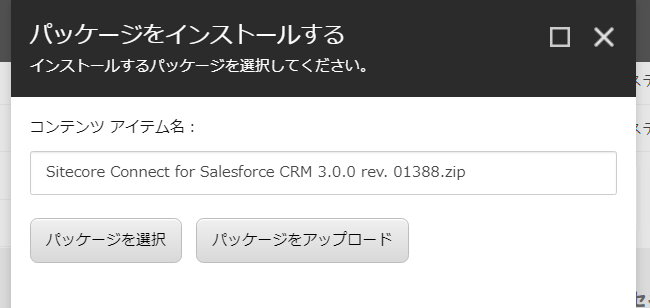 パッケージをインストールする
インストールするパッケージを選択してください。
コンテンツ アイテム名：
Sitecore Connect for Salesforce CRM 3.0.0 rev. 01388.zip
パッケージを選択
パッケージをアップロード